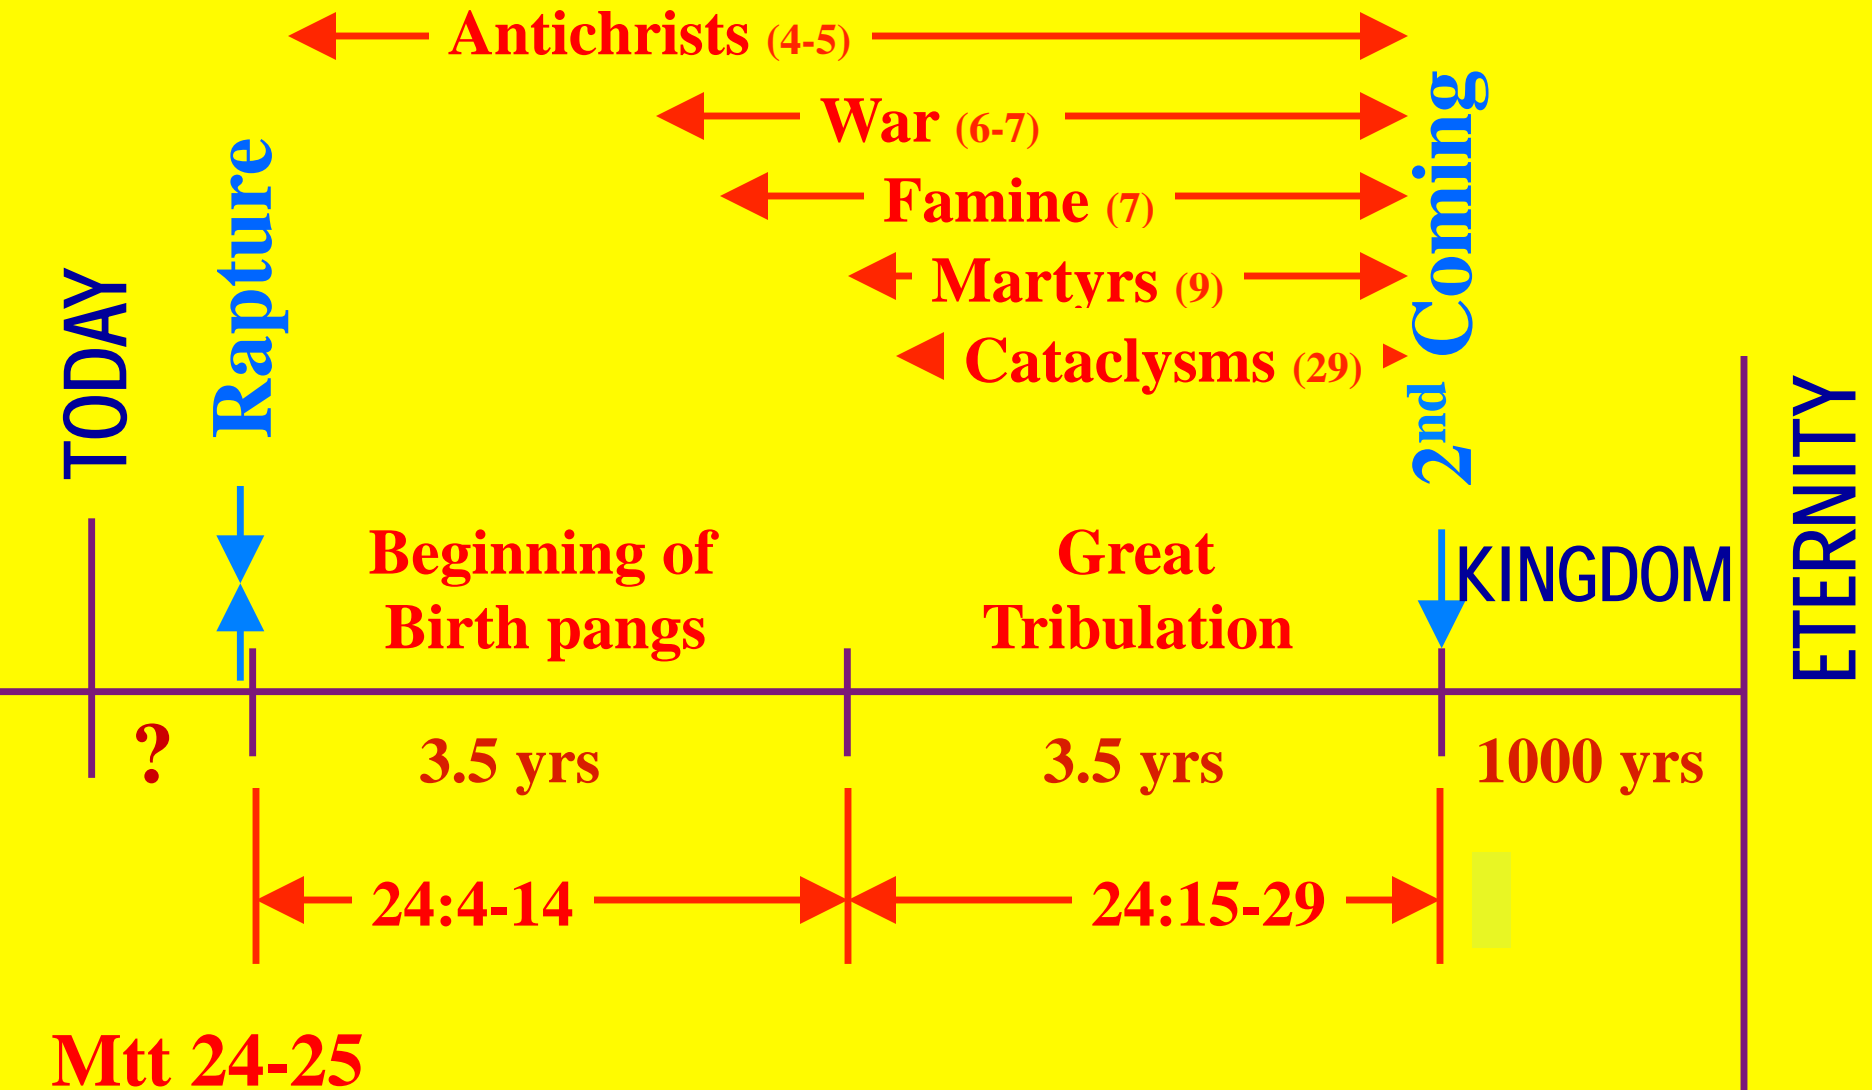 Antichrists (4-5)
War (6-7)
Famine (7)
Martyrs (9)
Cataclysms (29)
TODAY
Rapture
2nd Coming
ETERNITY
Beginning of
Birth pangs
Great
Tribulation
KINGDOM
?
3.5 yrs
3.5 yrs
1000 yrs
24:4-14
24:15-29
Mtt 24-25